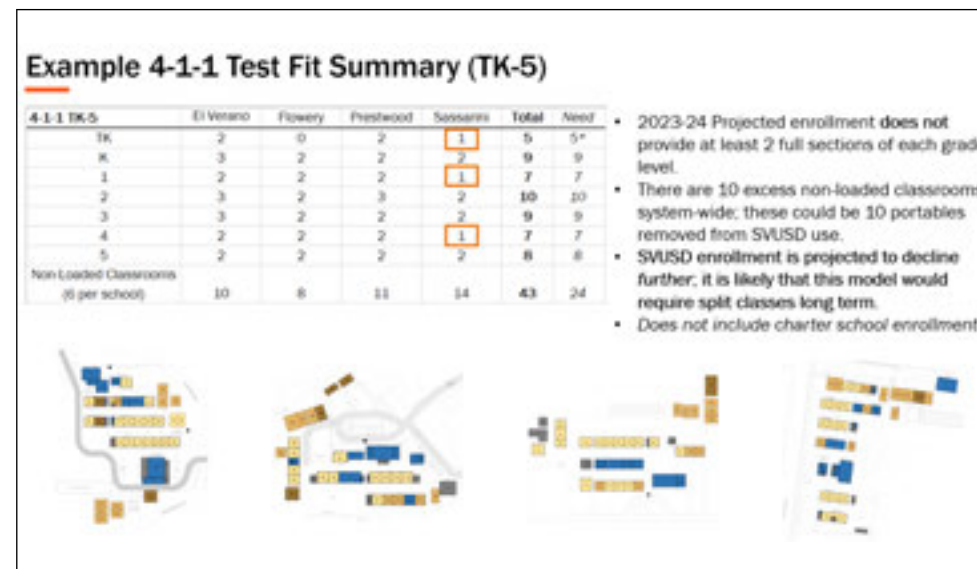 Example 4-1-1 Test Fit Summary (TK-5)
4-1-1 TK-5 El Verano Flowery Prestwood Sassarini Total Need
TK 2 0 2 1 5 5*
K 3 2 2 2 9 9
1 2 2 2 1 7 7
2 3 2 3 2 10 10
3 3 2 2 2 9 9
4 2 2 2 1 7 7
5 2 2 2 2 8 8
Non-Loaded Classrooms
(6 per school) 10 8 11 14 43 24
• 2023-24 Projected enrollment does not
provide at least 2 full sections of each grad
level.
• There are 10 excess non-loaded classrooms
system-wide; these could be 10 portables
removed from SVUSD use.
• SVUSD enrollment is projected to decline
further; it is likely that this model would
require split classes long term.
• Does not include charter school enrollment